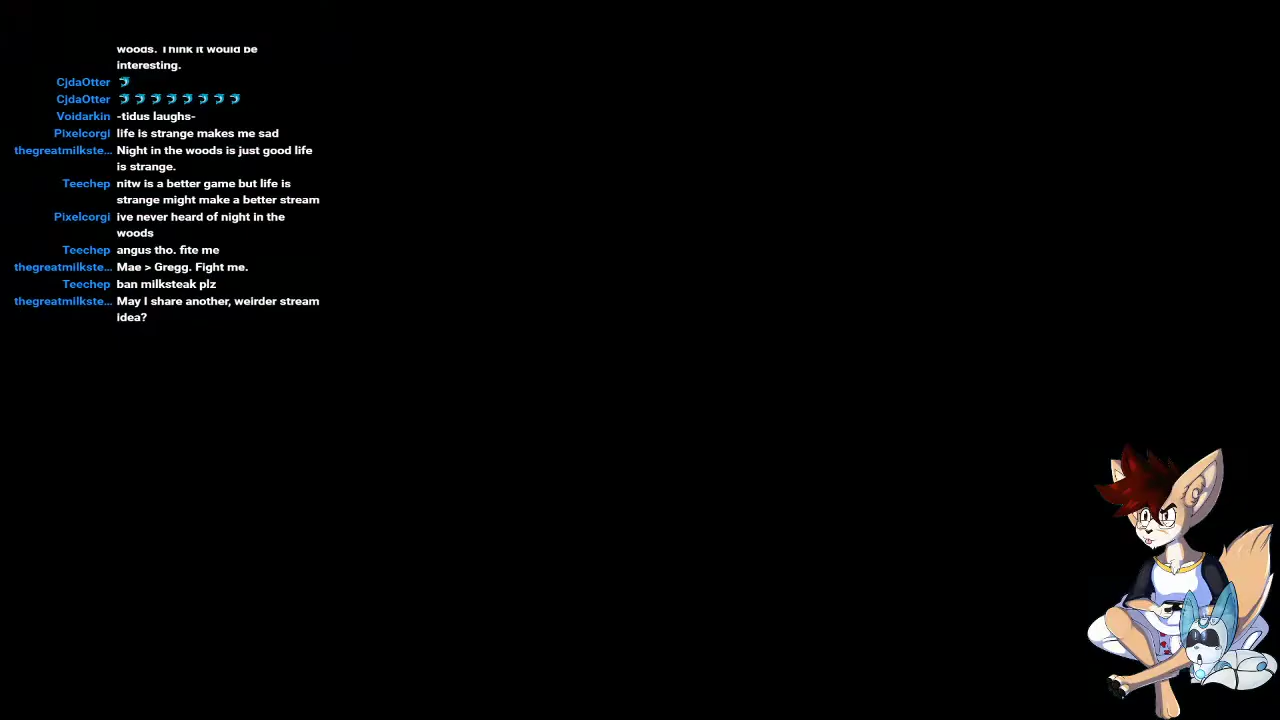 woods. Think it would be
interesting.
CjdaOtter
CjdaOtter
Voidarkin -tidus laughs-
Pixelcorgi life is strange makes me sad
thegreatmilkste... Night in the woods is just good life
is strange.
Teechep nitw is a better game but life is
strange might make a better stream
Pixelcorgi ive never heard of night in the
woods
Teechep angus tho. fite me
thegreatmilkste... Mae > Gregg. Fight me.
Teechep ban milksteak plz
thegreatmilkste... May I share another, weirder stream
idea?